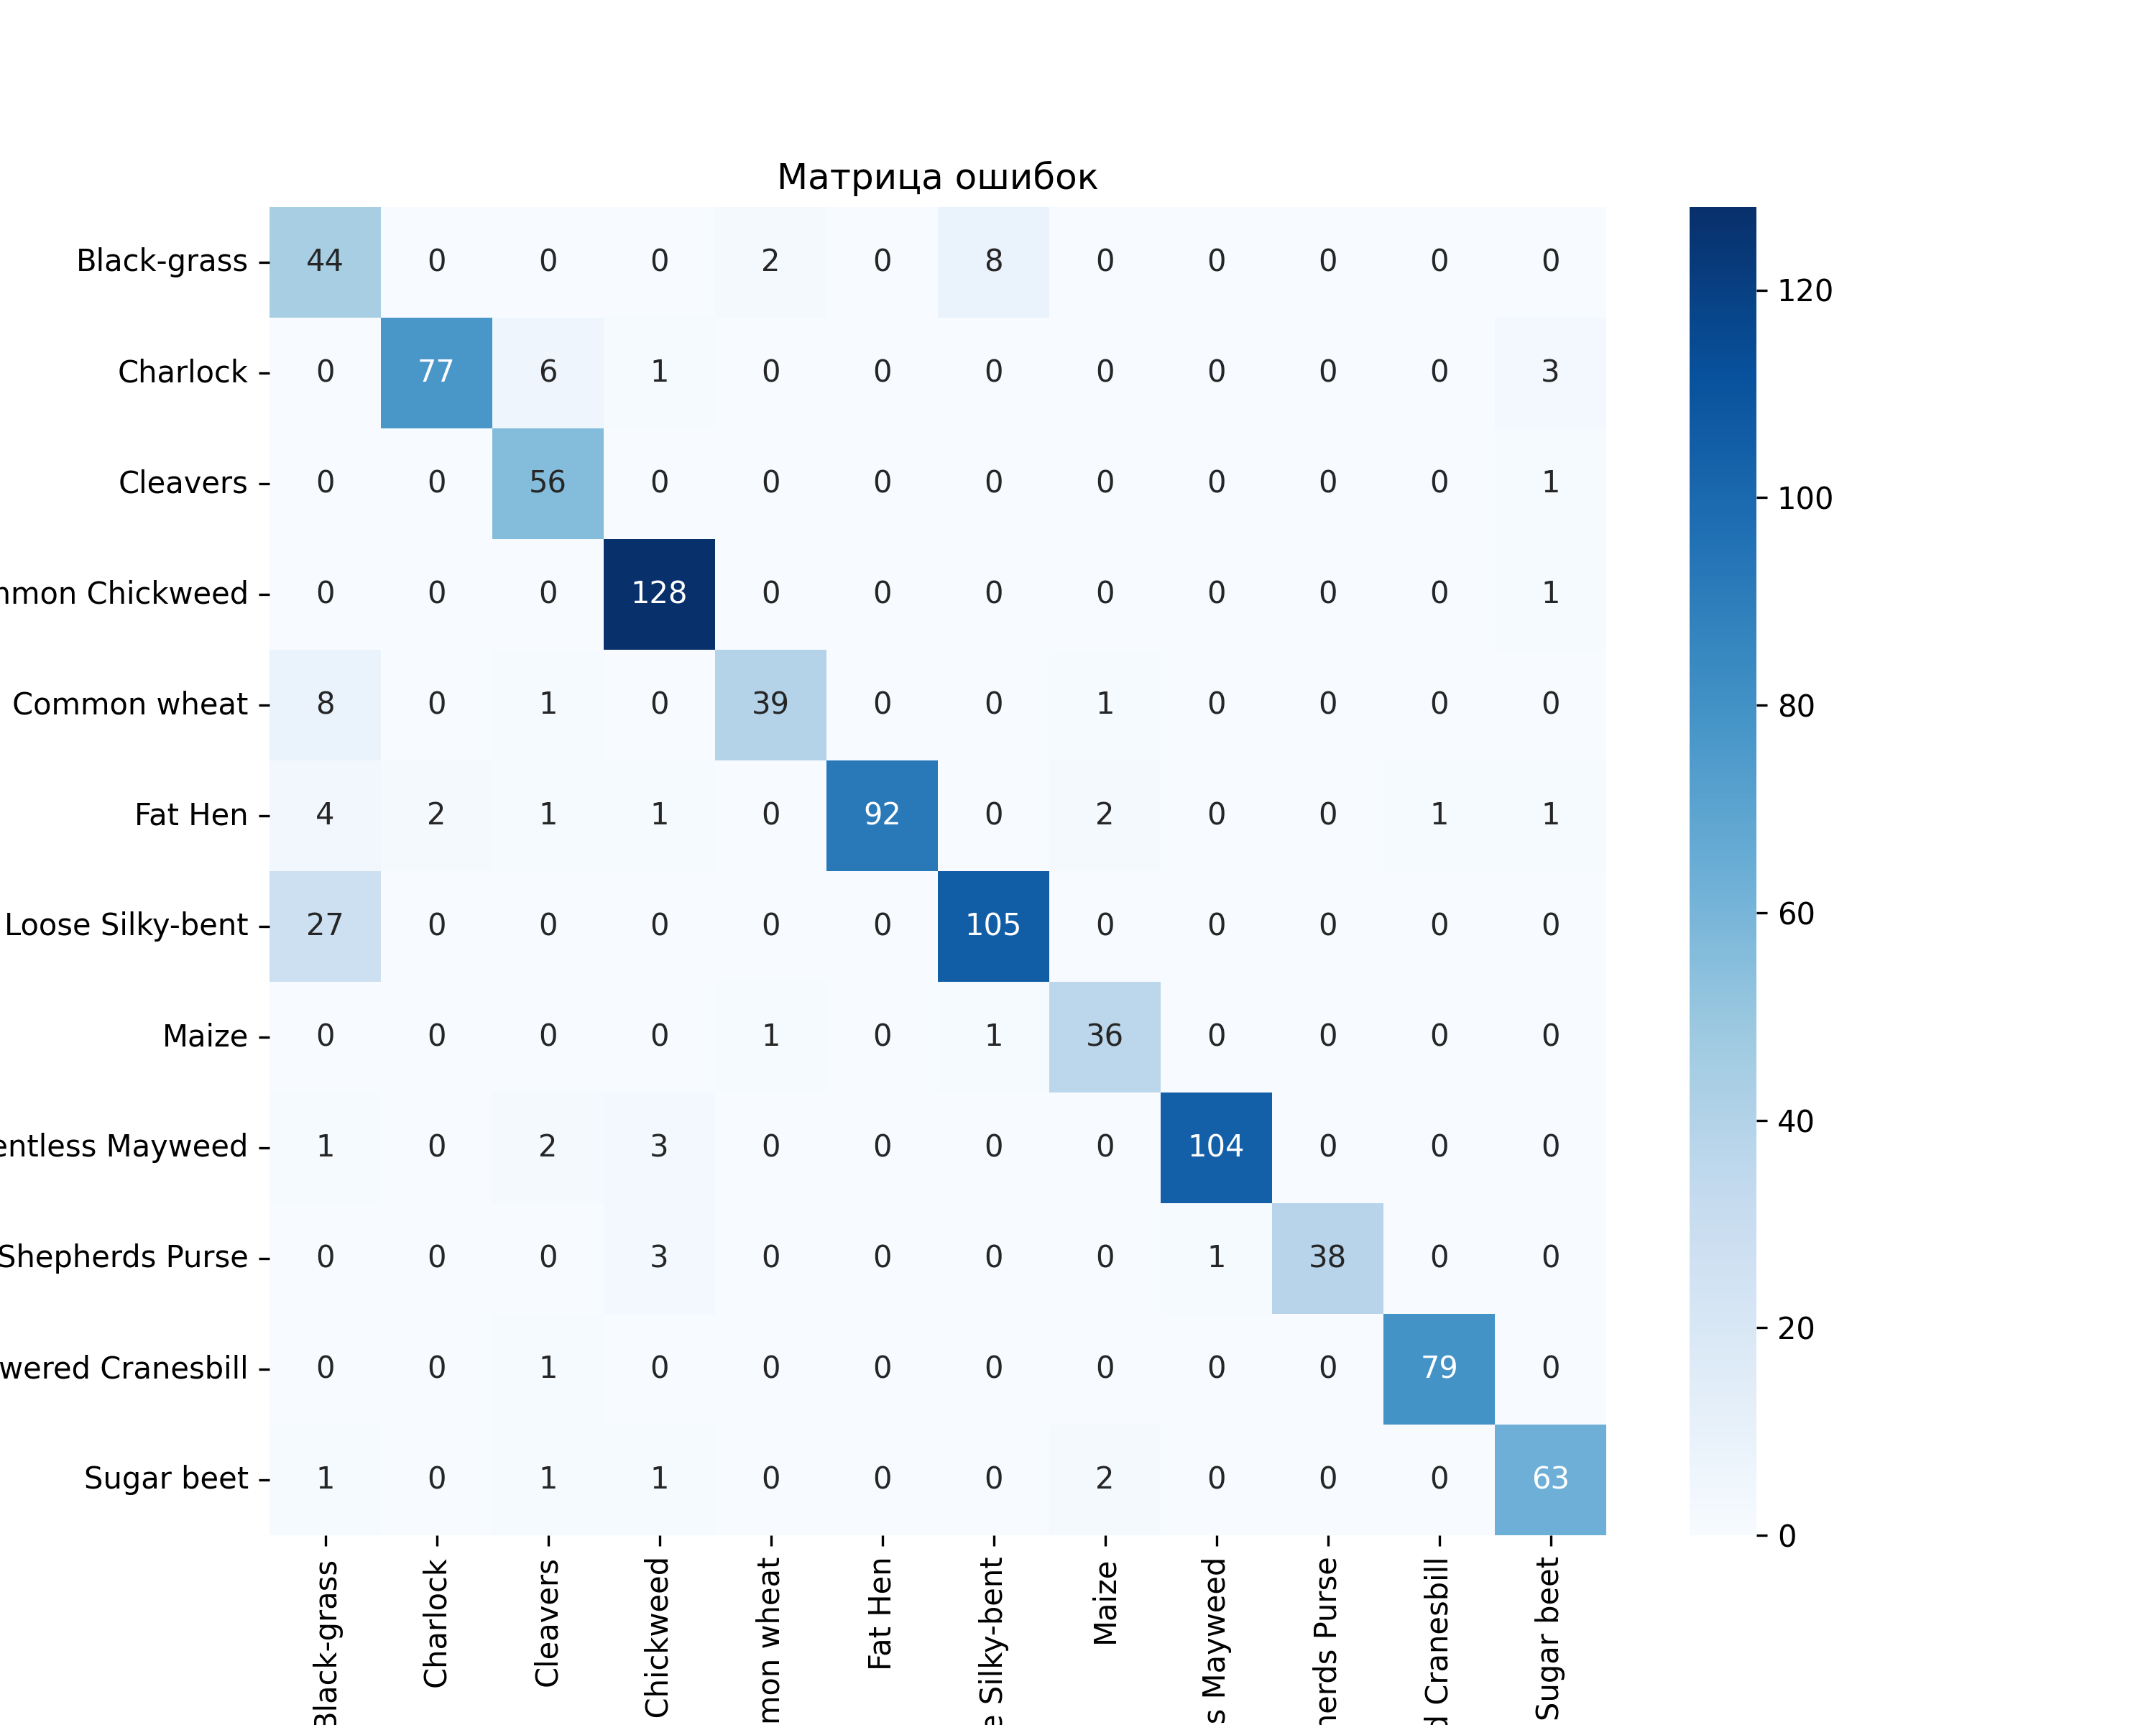 Матрица ошибок
Black-grass 44 0 0 0 2 0 8 0 0 0 0 0
Charlock 0 77 6 1 0 0 0 0 0 0 0 3
Cleavers 0 0 56 0 0 0 0 0 0 0 0 1
mmon Chickweed 0 0 0 128 0 0 0 0 0 0 0 1
Common wheat 8 0 1 0 39 0 0 1 0 0 0 0
Fat Hen 4 2 1 1 0 92 0 2 0 0 1 1
Loose Silky-bent 27 0 0 0 0 0 105 0 0 0 0 0
Maize 0 0 0 0 1 0 1 36 0 0 0 0
entless Mayweed 1 0 2 3 0 0 0 0 104 0 0 0
Shepherds Purse 0 0 0 3 0 0 0 0 1 38 0 0
wered Cranesbill 0 0 1 0 0 0 0 0 0 0 79 0
Sugar beet 1 0 1 1 0 0 0 2 0 0 0 63
Black-grass
Charlock
Cleavers
Chickweed
mon wheat
Fat Hen
e Silky-bent
Maize
s Mayweed
herds Purse
d Cranesbill
Sugar beet
120
100
80
60
40
20
0